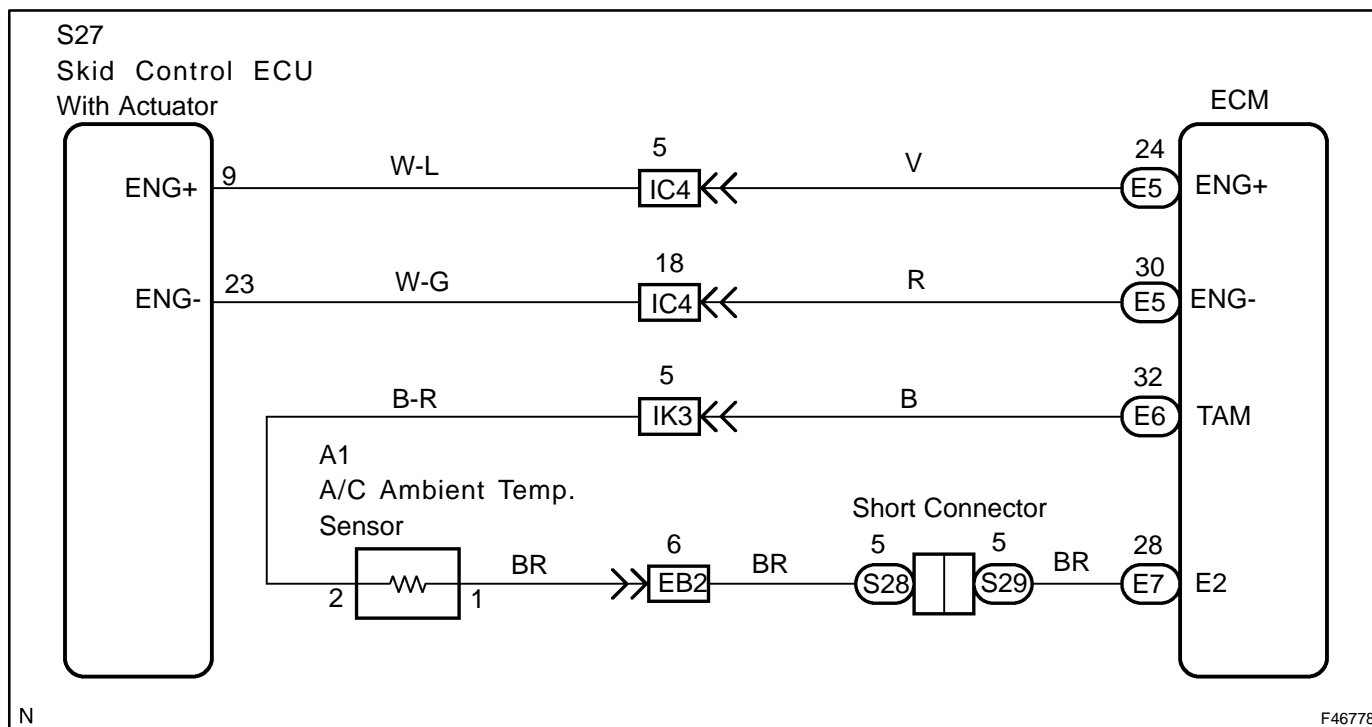 S27
Skid Control ECU
With Actuator
ECM
ENG+ 9 W-L 5 IC4 V 24 E5 ENG+
ENG- 23 W-G 18 IC4 R 30 E5 ENG-
B-R 5 IK3 B 32 E6 TAM
A1
A/C Ambient Temp.
Sensor
Short Connector
2 1 BR 6 EB2 BR 5 S28 5 S29 BR 28 E7 E2
N
F46778